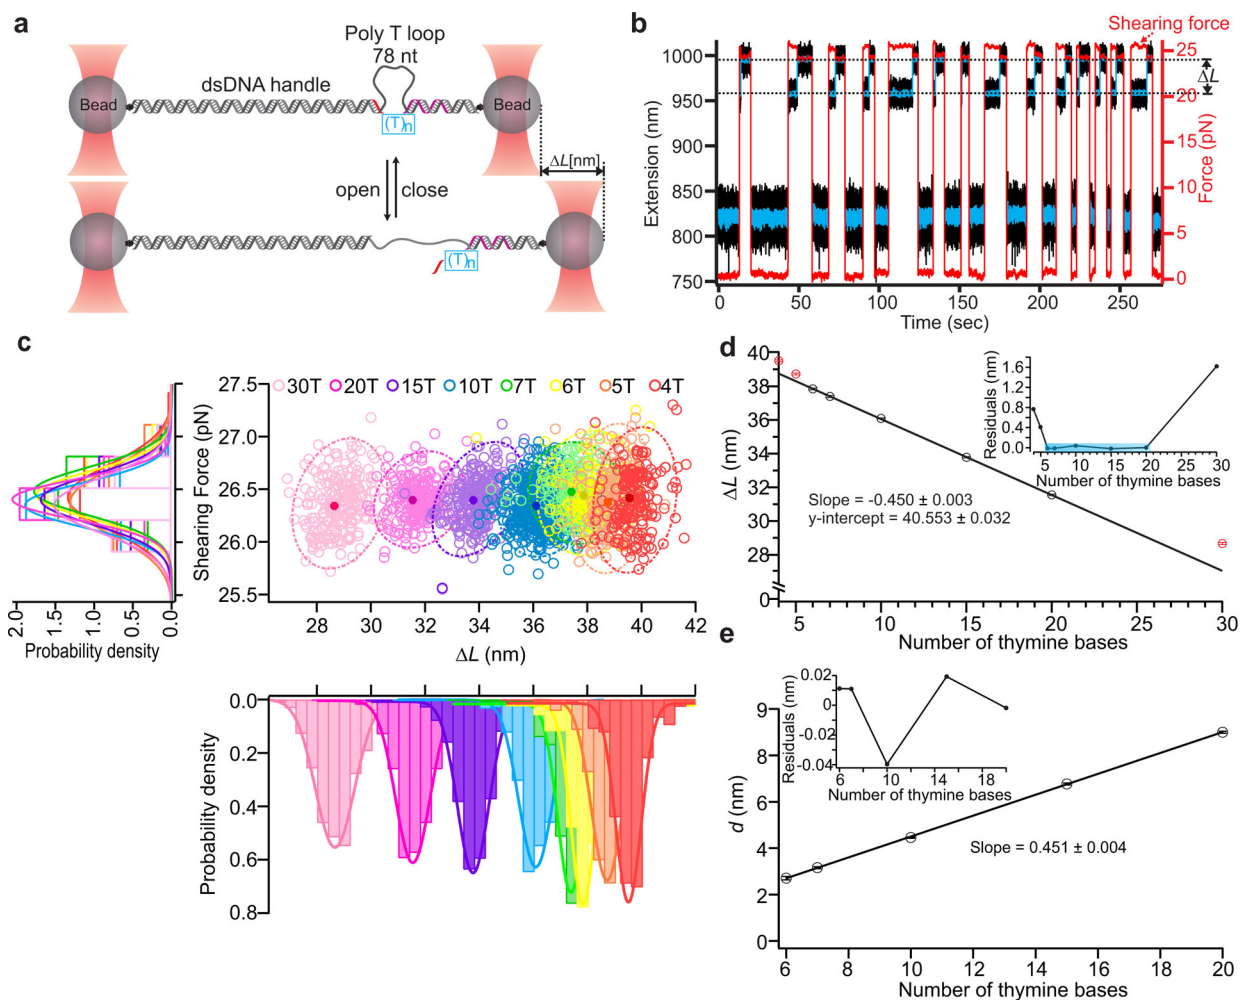 a
Poly T loop
78 nt
dsDNA handle
Bead
Bead
(T)n
ΔL[nm]
open
close
(T)n
b
Shearing force
1000
950
900
850
800
750
Extension (nm)
25
20
15
10
5
0
Force (pN)
ΔL
0
50
100
150
200
250
Time (sec)
c
27.5
27.0
26.5
26.0
25.5
Shearing Force (pN)
30T 20T 15T 10T 7T 6T 5T 4T
2.0
1.5
1.0
0.5
0.0
Probability density
28 30 32 34 36 38 40 42
ΔL (nm)
0.0
0.2
0.4
0.6
0.8
Probability density
d
40
38
36
34
32
30
28
0
ΔL (nm)
Slope = -0.450 ± 0.003
y-intercept = 40.553 ± 0.032
1.6
1.2
0.8
0.4
0.0
Residuals (nm)
5 10 15 20 25 30
Number of thymine bases
5 10 15 20 25 30
Number of thymine bases
e
0.02
0
-0.02
-0.04
Residuals (nm)
6 10 14 18
Number of thymine bases
9
8
6
4
2
0
d (nm)
Slope = 0.451 ± 0.004
6 8 10 12 14 16 18 20
Number of thymine bases